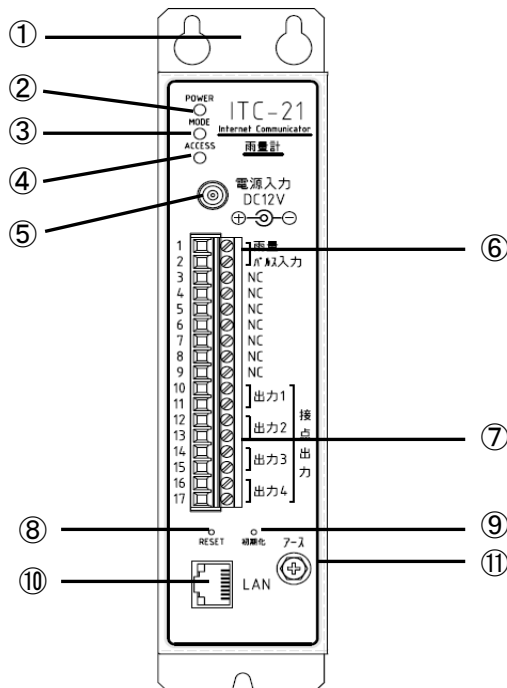 ①
②
POWER
ITC-21
MODE
Internet Communicator
③
ACCESS
雨量計
④
電源入力
DC12V
⑤
⊕ ⊖
1 雨量
⑥
2 パルス入力
3 NC
4 NC
5 NC
6 NC
7 NC
8 NC
9 NC
10
11 出力1
12
13 出力2
接点出力
⑦
14
15 出力3
16
17 出力4
⑧
RESET
初期化
⑨
アース
⑩
LAN
⑪